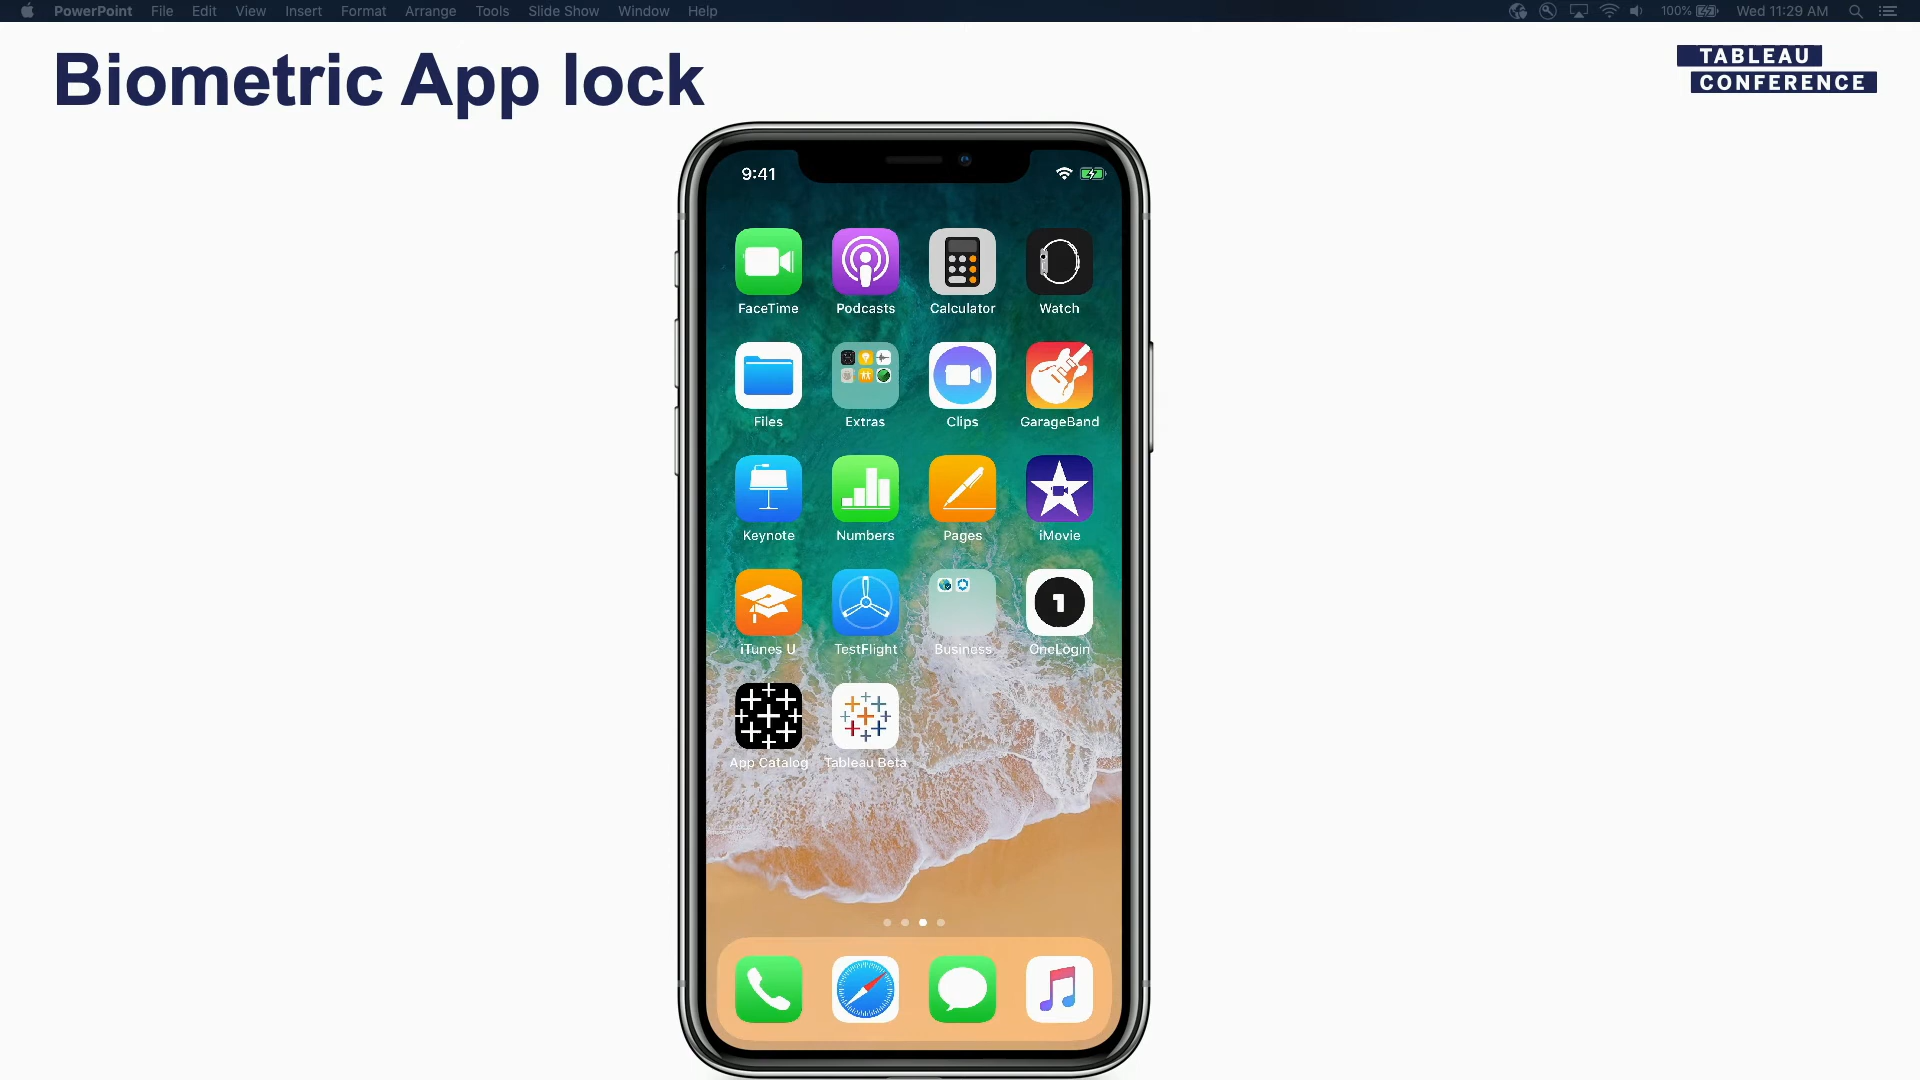 PowerPoint File Edit View Insert Format Arrange Tools Slide Show Window Help 100% Wed 11:29 AM
Biometric App lock
TABLEAU
CONFERENCE
9:41
FaceTime Podcasts Calculator Watch
Files Extras Clips GarageBand
Keynote Numbers Pages iMovie
iTunes U TestFlight Business OneLogin
1
App Catalog Tableau Beta